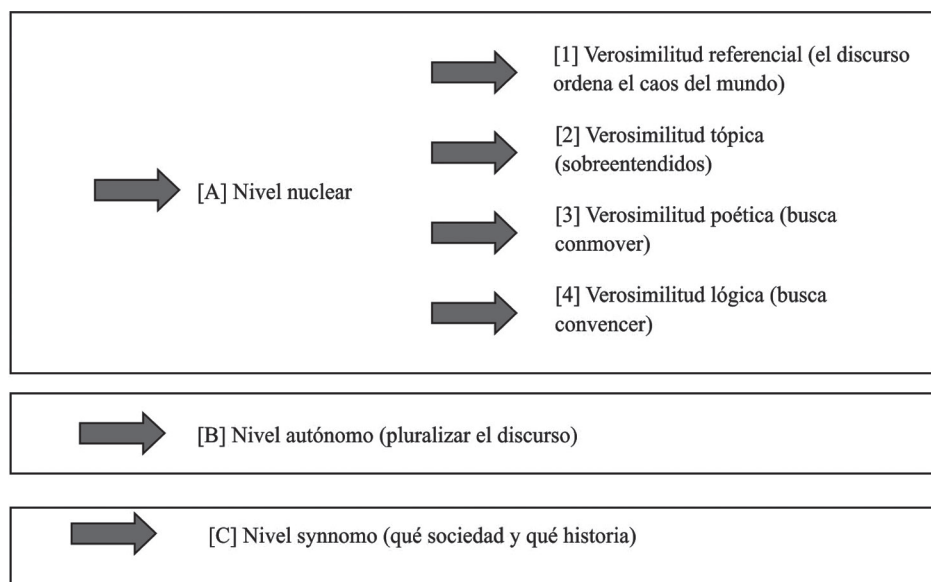 [1] Verosimilitud referencial (el discurso
ordena el caos del mundo)
[2] Verosimilitud tópica
(sobreentendidos)
[A] Nivel nuclear
[3] Verosimilitud poética (busca
conmover)
[4] Verosimilitud lógica (busca
convencer)
[B] Nivel autónomo (pluralizar el discurso)
[C] Nivel synnomo (qué sociedad y qué historia)